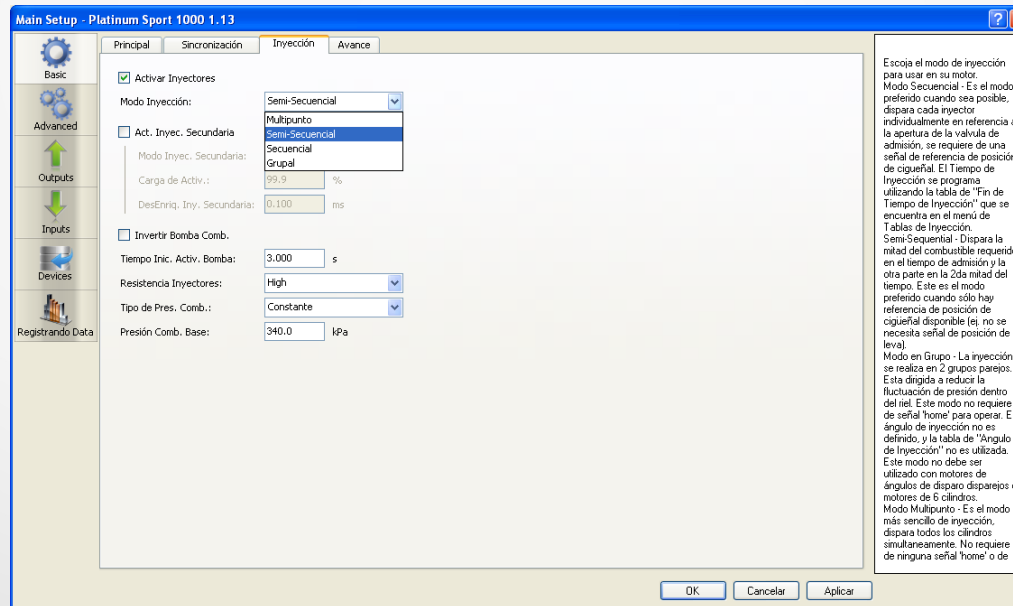 Main Setup - Platinum Sport 1000 1.13
?
Basic
Advanced
Outputs
Inputs
Devices
Registrando Data
Principal
Sincronización
Inyección
Avance
Activar Inyectores
Modo Inyección:
Semi-Secuencial
Multipunto
Semi-Secuencial
Secuencial
Grupal
Act. Inyec. Secundaria
Modo Inyec. Secundaria:
Carga de Activ.:
99.9
%
DesEnriq. Iny. Secundaria:
0.100
ms
Invertir Bomba Comb.
Tiempo Inic. Activ. Bomba:
3.000
s
Resistencia Inyectores:
High
Tipo de Pres. Comb.:
Constante
Presión Comb. Base:
340.0
kPa
Escoja el modo de inyección
para usar en su motor.
Modo Secuencial - Es el modo
preferido cuando sea posible,
dispara cada inyector
individualmente en referencia a
la apertura de la valvula de
admisión, se requiere de una
señal de referencia de posición
de cigueñal. El Tiempo de
Inyección se programa
utilizando la tabla de "Fin de
Tiempo de Inyección" que se
encuentra en el menú de
Tablas de Inyección.
Semi-Sequential - Dispara la
mitad del combustible requerido
en el tiempo de admisión y la
otra parte en la 2da mitad del
tiempo. Este es el modo
preferido cuando sólo hay
referencia de posición de
cigüeñal disponible (ej. no se
necesita señal de posición de
leva).
Modo en Grupo - La inyección
se realiza en 2 grupos parejos.
Esta dirigida a reducir la
fluctuación de presión dentro
del riel. Este modo no requiere
de señal 'home' para operar. E
ángulo de inyección no es
definido, y la tabla de "Angulo
de Inyección" no es utilizada.
Este modo no debe ser
utilizado con motores de
ángulos de disparo disparejos o
motores de 6 cilindros.
Modo Multipunto - Es el modo
más sencillo de inyección,
dispara todos los cilindros
simultaneamente. No requiere
de ninguna señal 'home' o de
OK
Cancelar
Aplicar